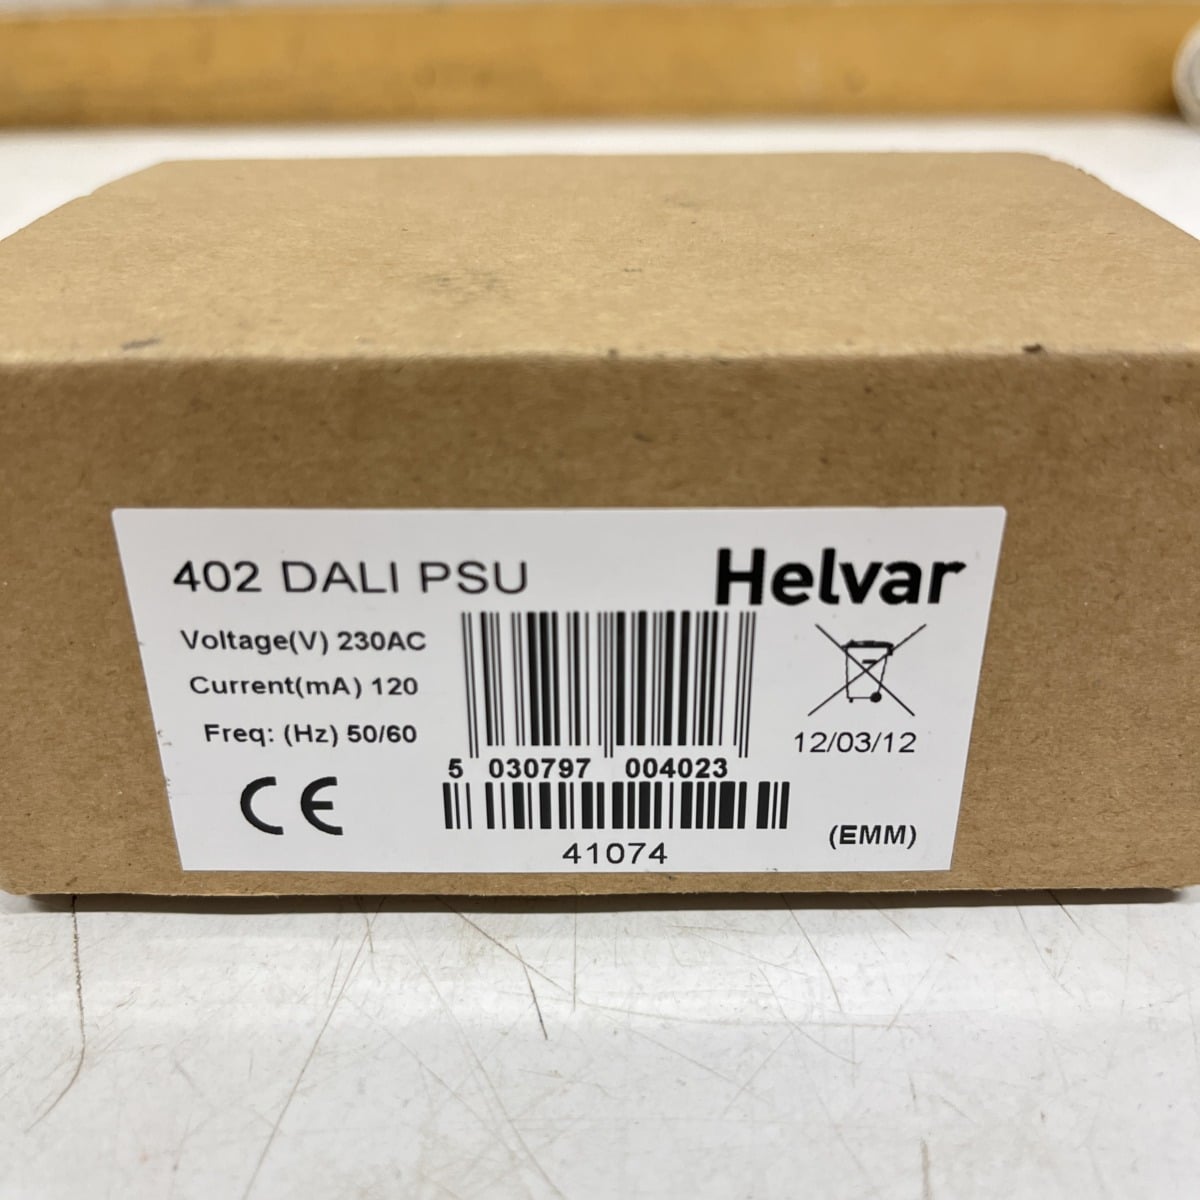 402 DALI PSU
Helvar
Voltage(V) 230AC
Current(mA) 120
Freq: (Hz) 50/60
12/03/12
5 030797 004023
CE
41074
(EMM)